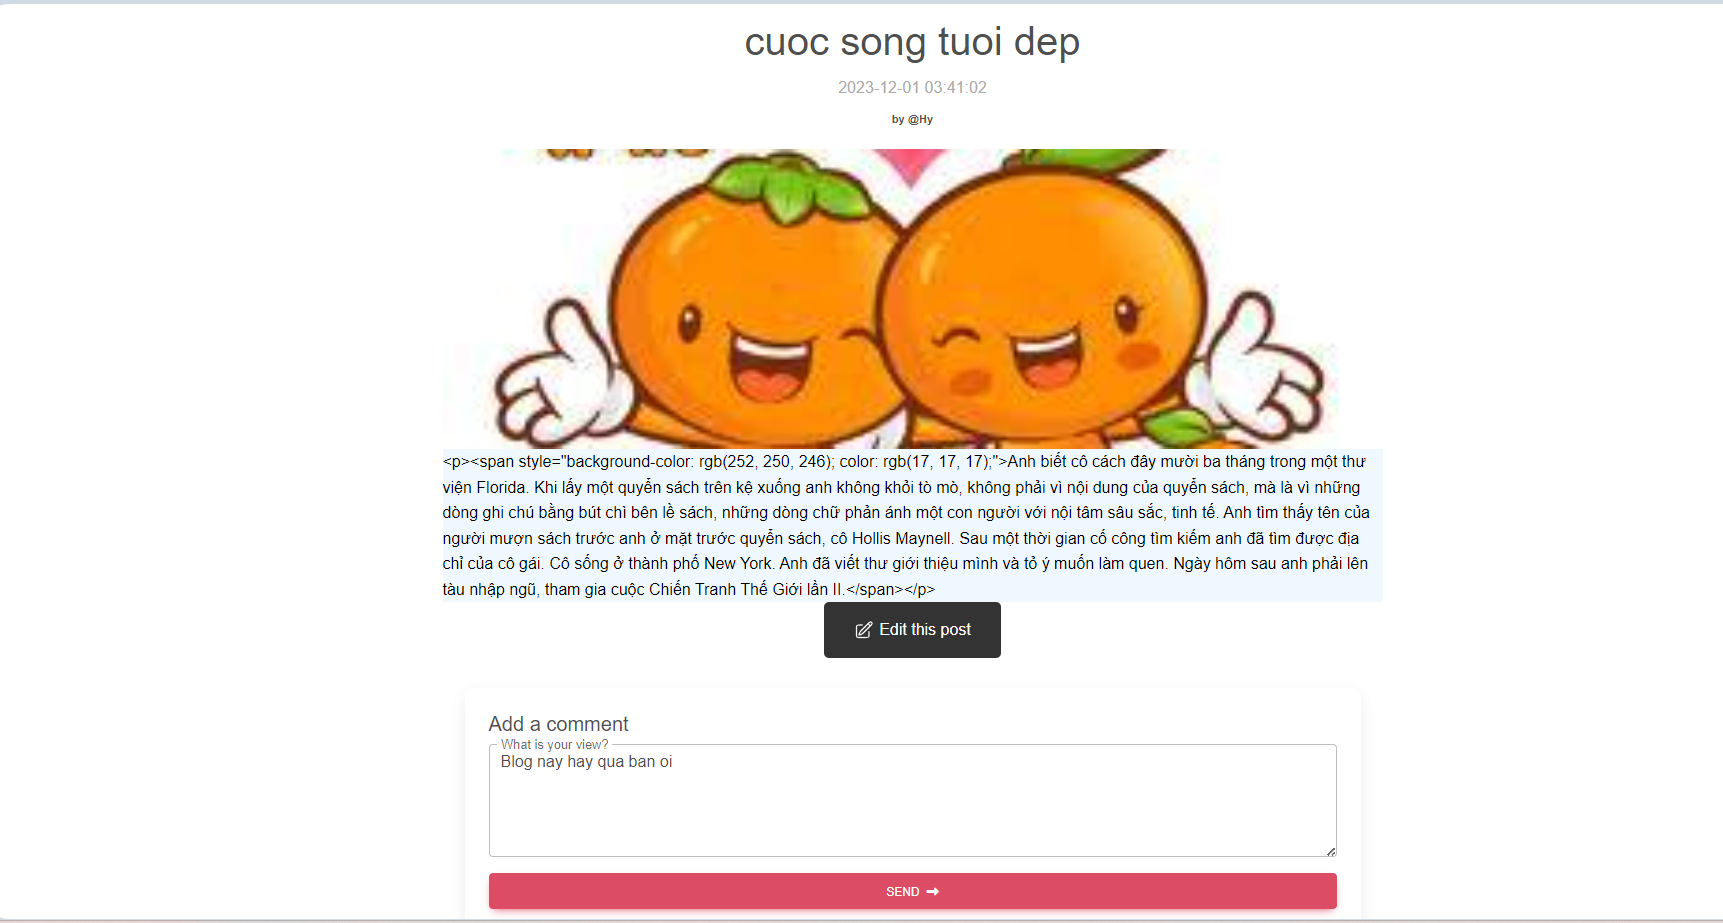 cuoc song tuoi dep
2023-12-01 03:41:02
by @Hy
<p><span style="background-color: rgb(252, 250, 246); color: rgb(17, 17, 17);">Anh biết cô cách đây mười ba tháng trong một thư
viện Florida. Khi lấy một quyển sách trên kệ xuống anh không khỏi tò mò, không phải vì nội dung của quyển sách, mà là vì những
dòng ghi chú bằng bút chì bên lề sách, những dòng chữ phản ánh một con người với nội tâm sâu sắc, tinh tế. Anh tìm thấy tên của
người mượn sách trước anh ở mặt trước quyển sách, cô Hollis Maynell. Sau một thời gian cố công tìm kiếm anh đã tìm được địa
chỉ của cô gái. Cô sống ở thành phố New York. Anh đã viết thư giới thiệu mình và tỏ ý muốn làm quen. Ngày hôm sau anh phải lên
tàu nhập ngũ, tham gia cuộc Chiến Tranh Thế Giới lần II.</span></p>
Edit this post
Add a comment
What is your view?
Blog nay hay qua ban oi
SEND